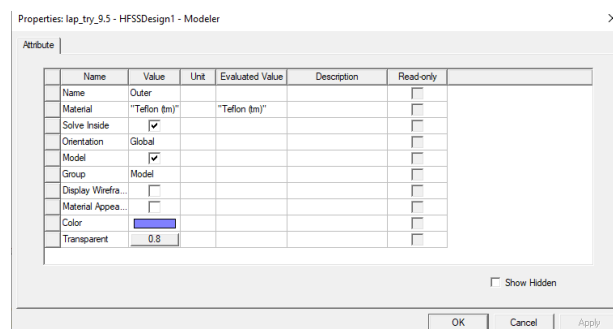 Properties: lap_try_9.5 - HFSSDesign1 - Modeler
Attribute
Name Value Unit Evaluated Value Description Read-only
Name Outer
Material "Teflon (tm)" "Teflon (tm)"
Solve Inside
Orientation Global
Model
Group Model
Display Wirefra...
Material Appea...
Color
Transparent 0.8
Show Hidden
OK Cancel Apply